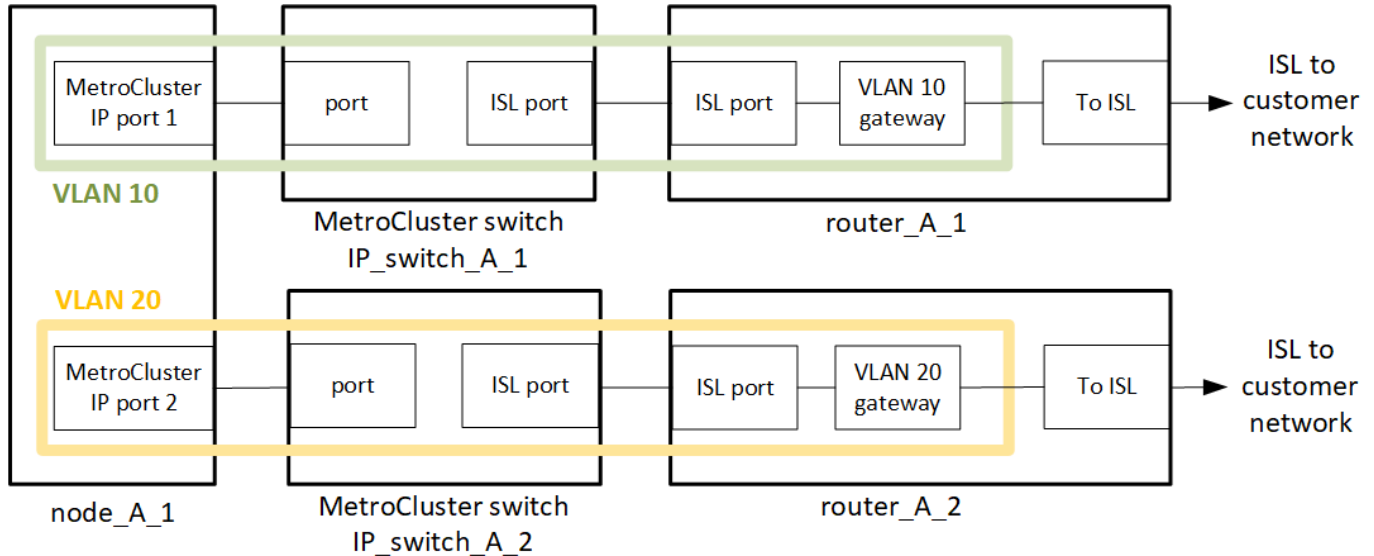 MetroCluster
IP port 1
port
ISL port
ISL port
VLAN 10
gateway
To ISL
ISL to
customer
network
VLAN 10
MetroCluster switch
IP_switch_A_1
router_A_1
VLAN 20
MetroCluster
IP port 2
port
ISL port
ISL port
VLAN 20
gateway
To ISL
ISL to
customer
network
node_A_1
MetroCluster switch
IP_switch_A_2
router_A_2